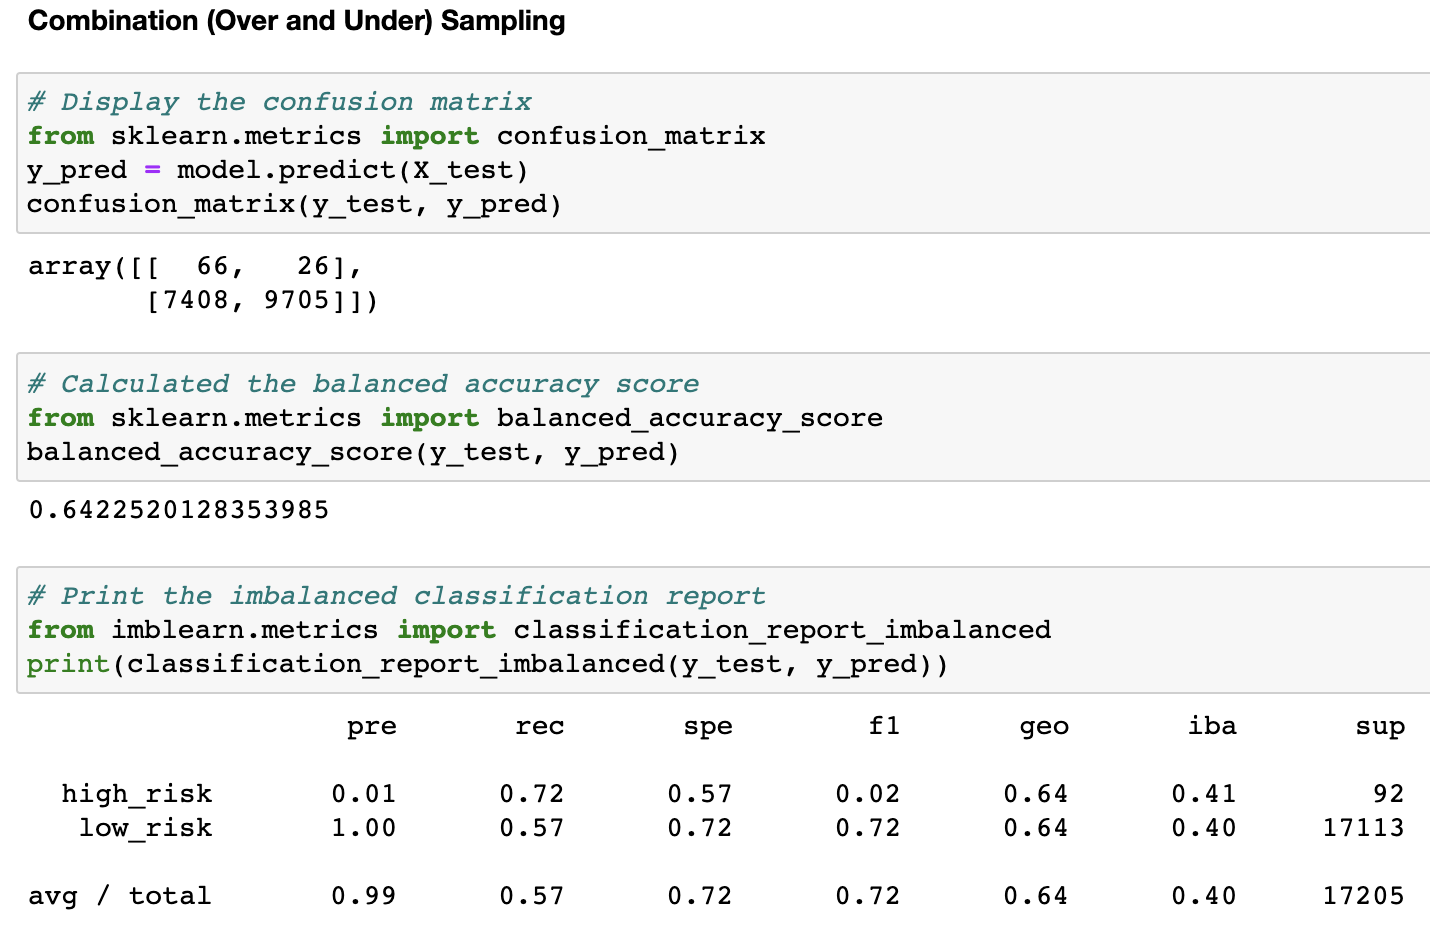 Combination (Over and Under) Sampling
# Display the confusion matrix
from sklearn.metrics import confusion_matrix
y_pred = model.predict(X_test)
confusion_matrix(y_test, y_pred)
array([[  66,   26],
       [7408, 9705]])
# Calculated the balanced accuracy score
from sklearn.metrics import balanced_accuracy_score
balanced_accuracy_score(y_test, y_pred)
0.6422520128353985
# Print the imbalanced classification report
from imblearn.metrics import classification_report_imbalanced
print(classification_report_imbalanced(y_test, y_pred))
pre rec spe f1 geo iba sup
high_risk 0.01 0.72 0.57 0.02 0.64 0.41 92
low_risk 1.00 0.57 0.72 0.72 0.64 0.40 17113
avg / total 0.99 0.57 0.72 0.72 0.64 0.40 17205